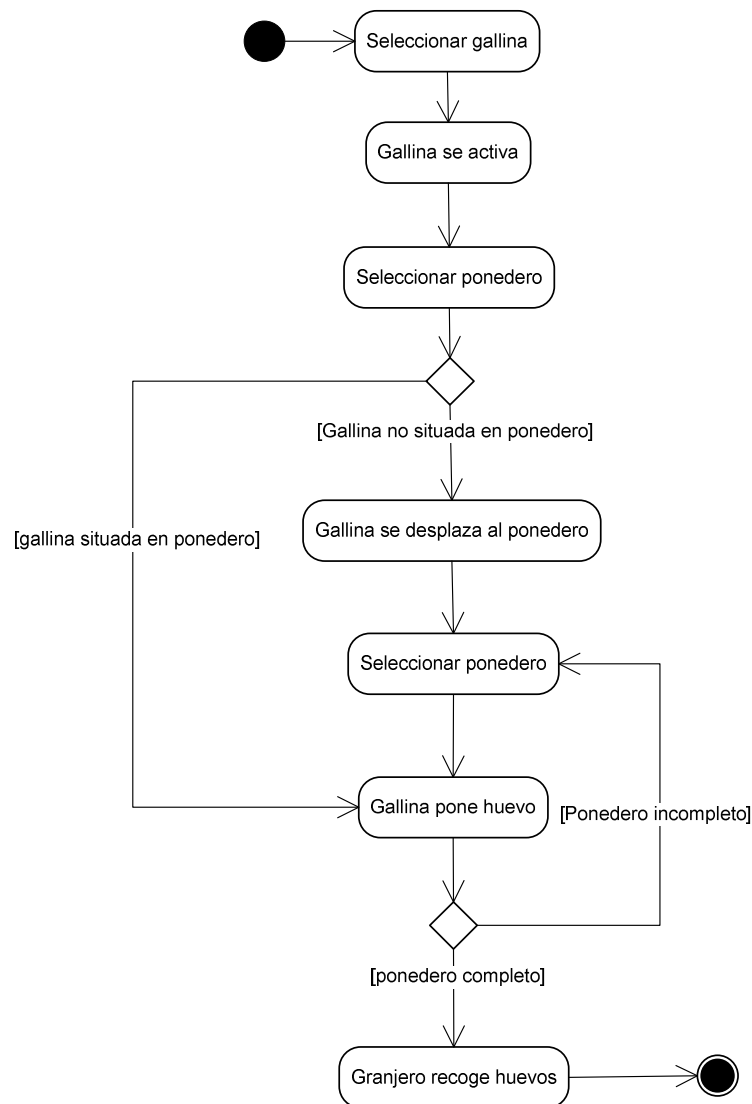 Seleccionar gallina
Gallina se activa
Seleccionar ponedero
[Gallina no situada en ponedero]
Gallina se desplaza al ponedero
[gallina situada en ponedero]
Seleccionar ponedero
Gallina pone huevo
[Ponedero incompleto]
[ponedero completo]
Granjero recoge huevos